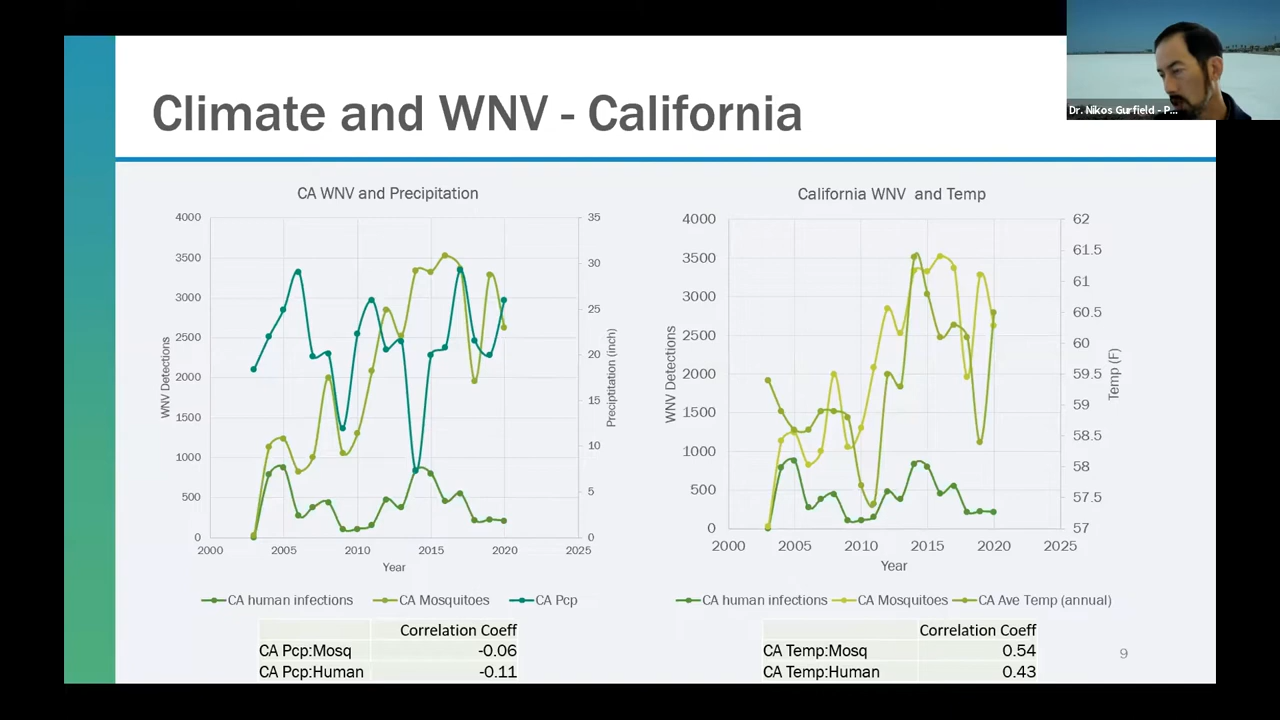 Dr. Nikos Gurfield - P...
Climate and WNV - California
CA WNV and Precipitation
4000
3500
3000
2500
2000
1500
1000
500
0
WNV Detections
35
30
25
20
15
10
5
0
Preciptitation (inch)
2000
2005
2010
2015
2020
2025
Year
CA human infections
CA Mosquitoes
CA Pcp
Correlation Coeff
CA Pcp:Mosq -0.06
CA Pcp:Human -0.11
California WNV and Temp
4000
3500
3000
2500
2000
1500
1000
500
0
WNV Detections
62
61.5
61
60.5
60
59.5
59
58.5
58
57.5
57
Temp (F)
2000
2005
2010
2015
2020
2025
Year
CA human infections
CA Mosquitoes
CA Ave Temp (annual)
Correlation Coeff
CA Temp:Mosq 0.54
CA Temp:Human 0.43
9